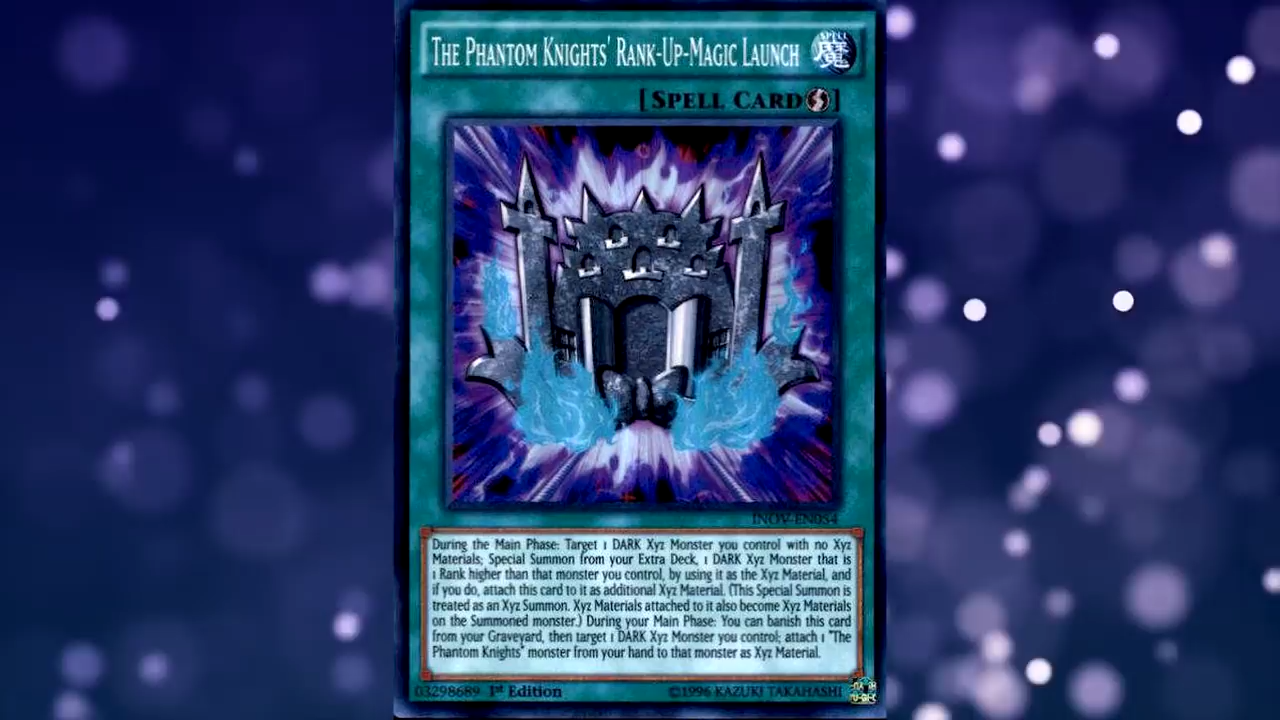 The Phantom Knights' Rank-Up-Magic Launch
SPELL
魔
[Spell Card]
INOV-EN054
During the Main Phase: Target 1 DARK Xyz Monster you control with no Xyz
Materials; Special Summon from your Extra Deck, 1 DARK Xyz Monster that is
1 Rank higher than that monster you control, by using it as the Xyz Material, and
if you do, attach this card to it as additional Xyz Material. (This Special Summon is
treated as an Xyz Summon. Xyz Materials attached to it also become Xyz Materials
on the Summoned monster.) During your Main Phase: You can banish this card
from your Graveyard, then target 1 DARK Xyz Monster you control; attach 1 "The
Phantom Knights" monster from your hand to that monster as Xyz Material.
03298689 1st Edition ©1996 KAZUKI TAKAHASHI